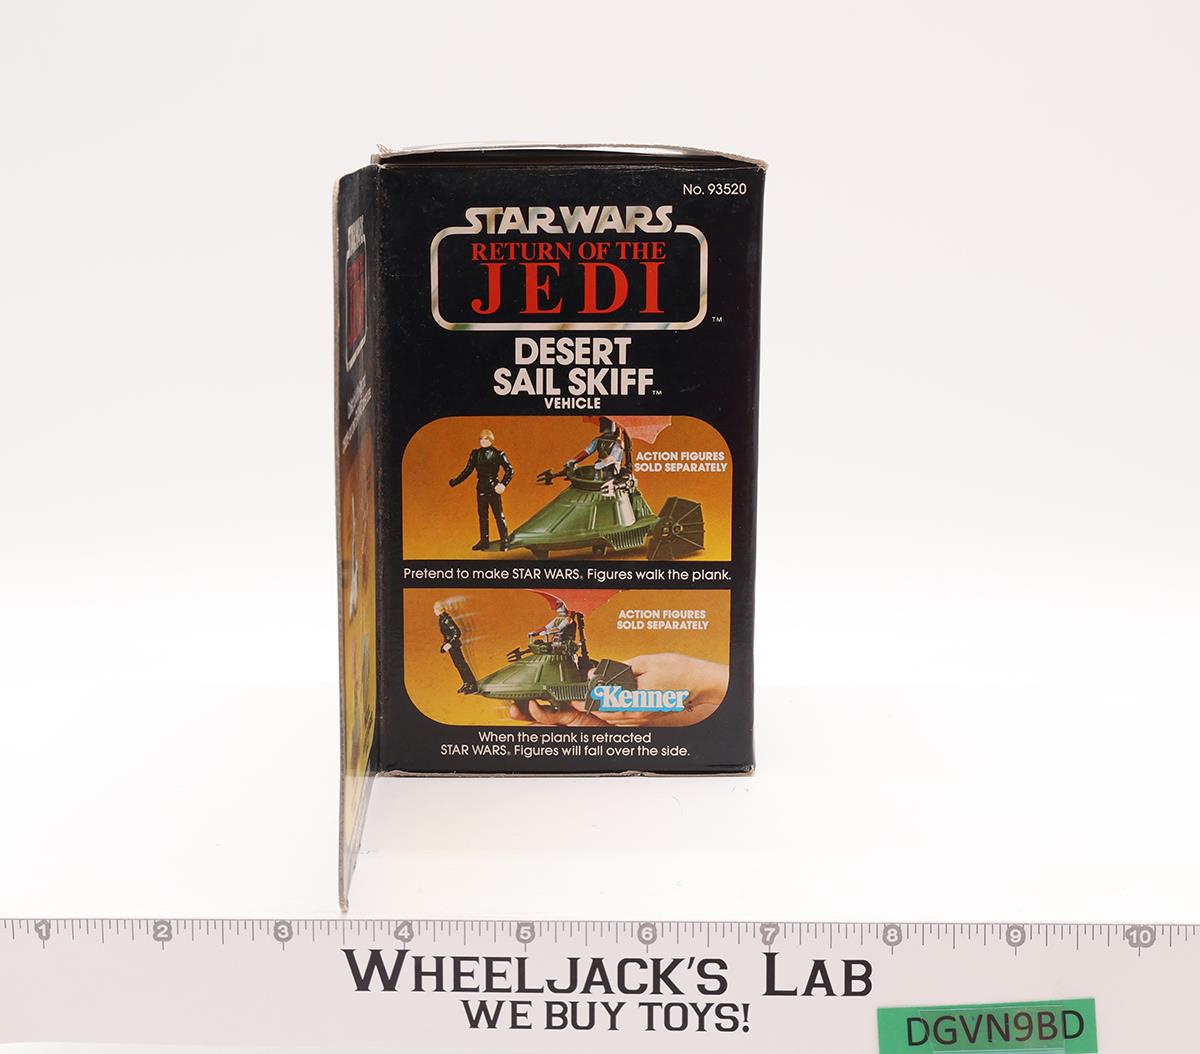 No. 93520
STAR WARS
RETURN OF THE
JEDI
TM
DESERT
SAIL SKIFF TM
VEHICLE
ACTION FIGURES
SOLD SEPARATELY
Pretend to make STAR WARS® Figures walk the plank.
ACTION FIGURES
SOLD SEPARATELY
Kenner®
When the plank is retracted
STAR WARS® Figures will fall over the side.
1 2 3 4 5 6 7 8 9 10
WHEELJACK'S LAB
WE BUY TOYS!
DGVN9BD